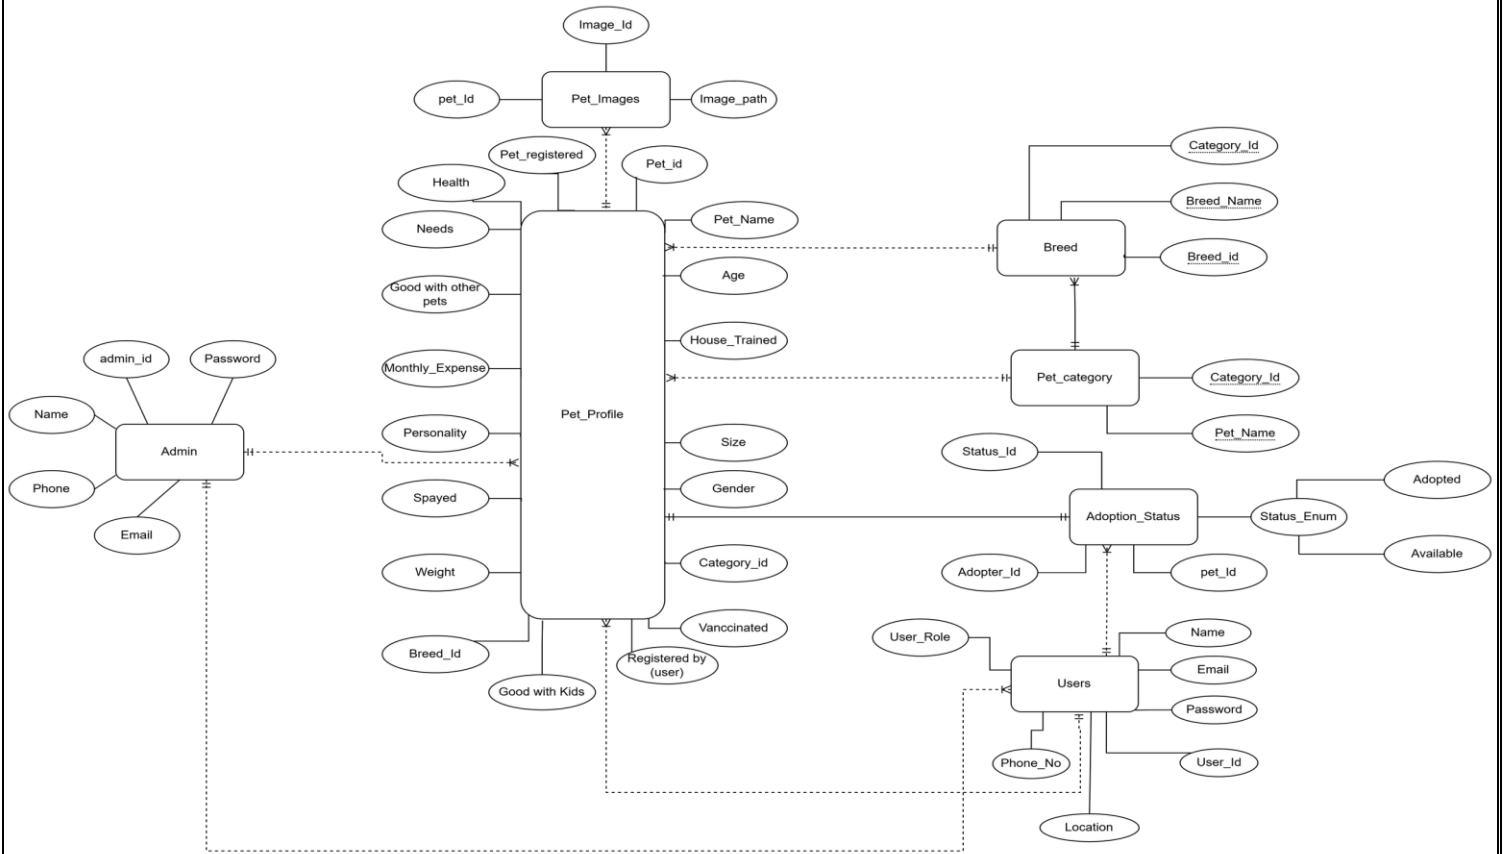 Image_Id
pet_Id
Pet_Images
Image_path
Pet_registered
Pet_id
Health
Needs
Good with other
pets
Monthly_Expense
Personality
Spayed
Weight
Breed_Id
Good with Kids
Registered by
(user)
Vanccinated
Category_id
Gender
Size
House_Trained
Age
Pet_Name
Pet_Profile
admin_id
Password
Name
Admin
Phone
Email
Category_Id
Breed_Name
Breed
Breed_id
Pet_category
Category_Id
Pet_Name
Status_Id
Adoption_Status
Status_Enum
Adopted
Available
Adopter_Id
pet_Id
User_Role
Name
Email
Users
Password
Phone_No
User_Id
Location